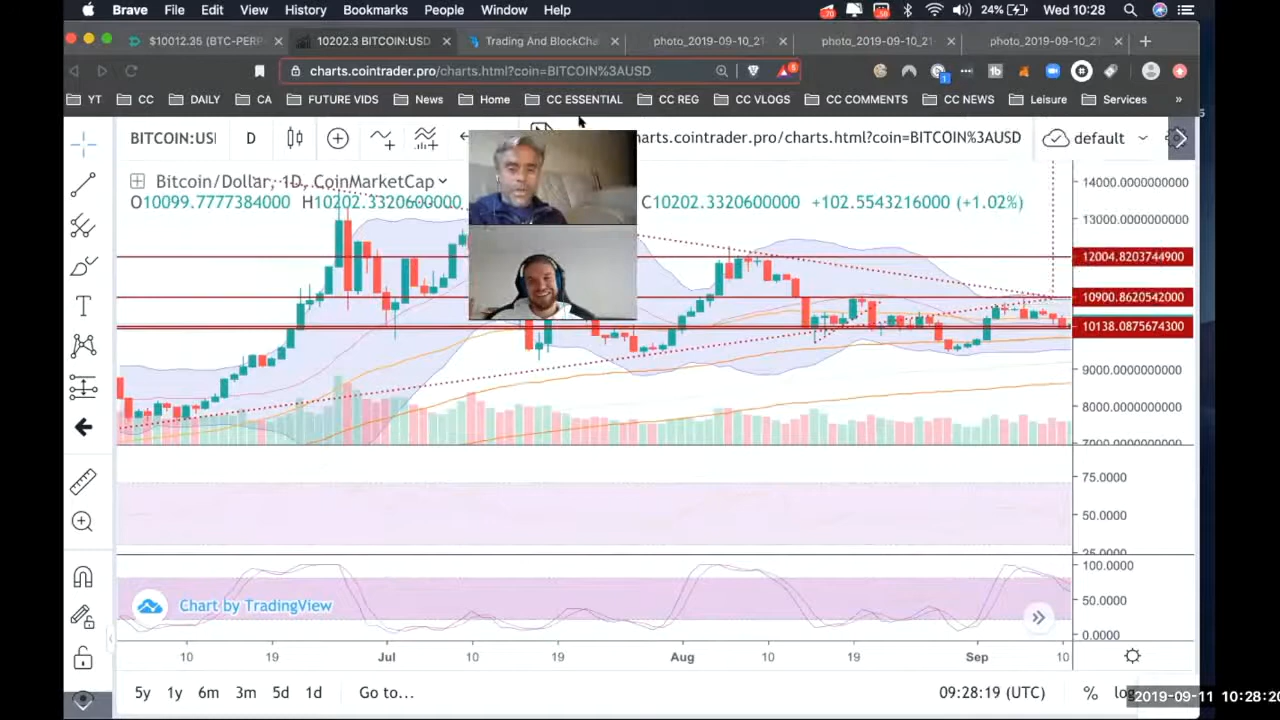 Brave File Edit View History Bookmarks People Window Help 24% Wed 10:28
$10012.35 (BTC-PERP 10202.3 BITCOIN:USD Trading And BlockCha photo_2019-09-10_21 photo_2019-09-10_21 photo_2019-09-10_21
charts.cointrader.pro/charts.html?coin=BITCOIN%3AUSD
YT CC DAILY CA FUTURE VIDS News Home CC ESSENTIAL CC REG CC VLOGS CC COMMENTS CC NEWS Leisure Services »
BITCOIN:US D harts.cointrader.pro/charts.html?coin=BITCOIN%3AUSD default
Bitcoin/Dollar, 1D, CoinMarketCap
O10099.7777384000 H10202.3320600000 C10202.3320600000 +102.5543216000 (+1.02%)
14000.0000000000
13000.0000000000
12004.8203744900
10900.8620542000
10138.0875674300
9000.0000000000
8000.0000000000
7000.0000000000
75.0000
50.0000
25.0000
100.0000
50.0000
0.0000
Chart by TradingView
10 19 Jul 10 19 Aug 10 19 Sep 10
5y 1y 6m 3m 5d 1d Go to... 09:28:19 (UTC) % log
2019-09-11 10:28:20